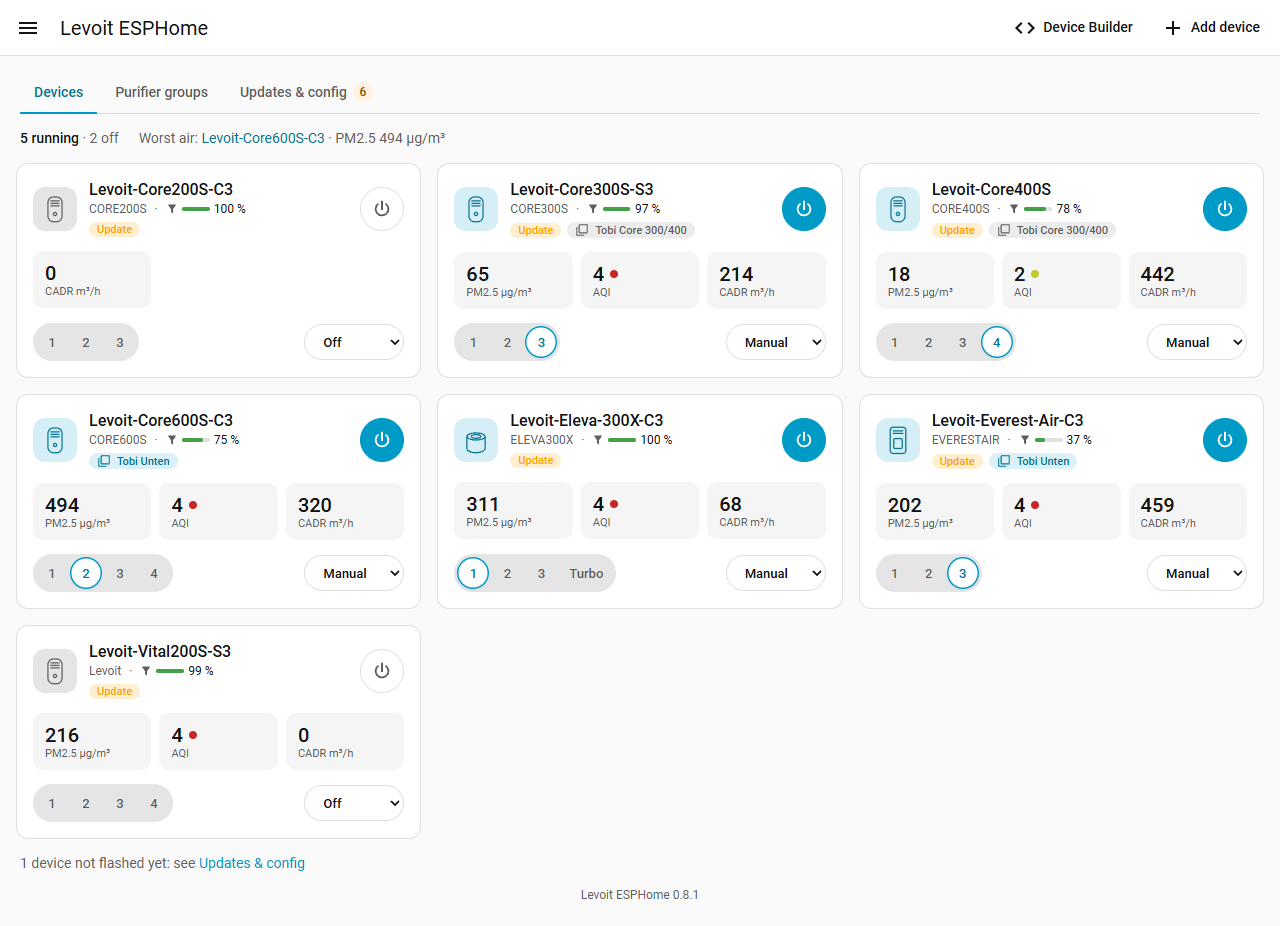 Levoit ESPHome
Device Builder
Add device
Devices
Purifier groups
Updates & config 6
5 running · 2 off Worst air: Levoit-Core600S-C3 · PM2.5 494 µg/m³
Levoit-Core200S-C3
CORE200S · 100 %
Update
0
CADR m³/h
1 2 3
Off
Levoit-Core300S-S3
CORE300S · 97 %
Update Tobi Core 300/400
65
PM2.5 µg/m³
4
AQI
214
CADR m³/h
1 2 3
Manual
Levoit-Core400S
CORE400S · 78 %
Update Tobi Core 300/400
18
PM2.5 µg/m³
2
AQI
442
CADR m³/h
1 2 3 4
Manual
Levoit-Core600S-C3
CORE600S · 75 %
Tobi Unten
494
PM2.5 µg/m³
4
AQI
320
CADR m³/h
1 2 3 4
Manual
Levoit-Eleva-300X-C3
ELEVA300X · 100 %
Update
311
PM2.5 µg/m³
4
AQI
68
CADR m³/h
1 2 3 Turbo
Manual
Levoit-Everest-Air-C3
EVERESTAIR · 37 %
Update Tobi Unten
202
PM2.5 µg/m³
4
AQI
459
CADR m³/h
1 2 3
Manual
Levoit-Vital200S-S3
Levoit · 99 %
Update
216
PM2.5 µg/m³
4
AQI
0
CADR m³/h
1 2 3 4
Off
1 device not flashed yet: see Updates & config
Levoit ESPHome 0.8.1